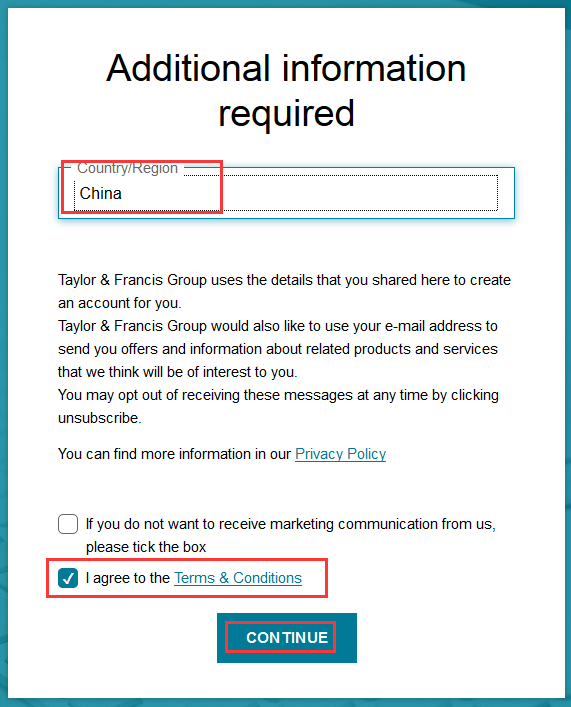 Additional information
required
Country/Region
China
Taylor & Francis Group uses the details that you shared here to create
an account for you.
Taylor & Francis Group would also like to use your e-mail address to
send you offers and information about related products and services
that we think will be of interest to you.
You may opt out of receiving these messages at any time by clicking
unsubscribe.
You can find more information in our Privacy Policy
If you do not want to receive marketing communication from us,
please tick the box
I agree to the Terms & Conditions
CONTINUE